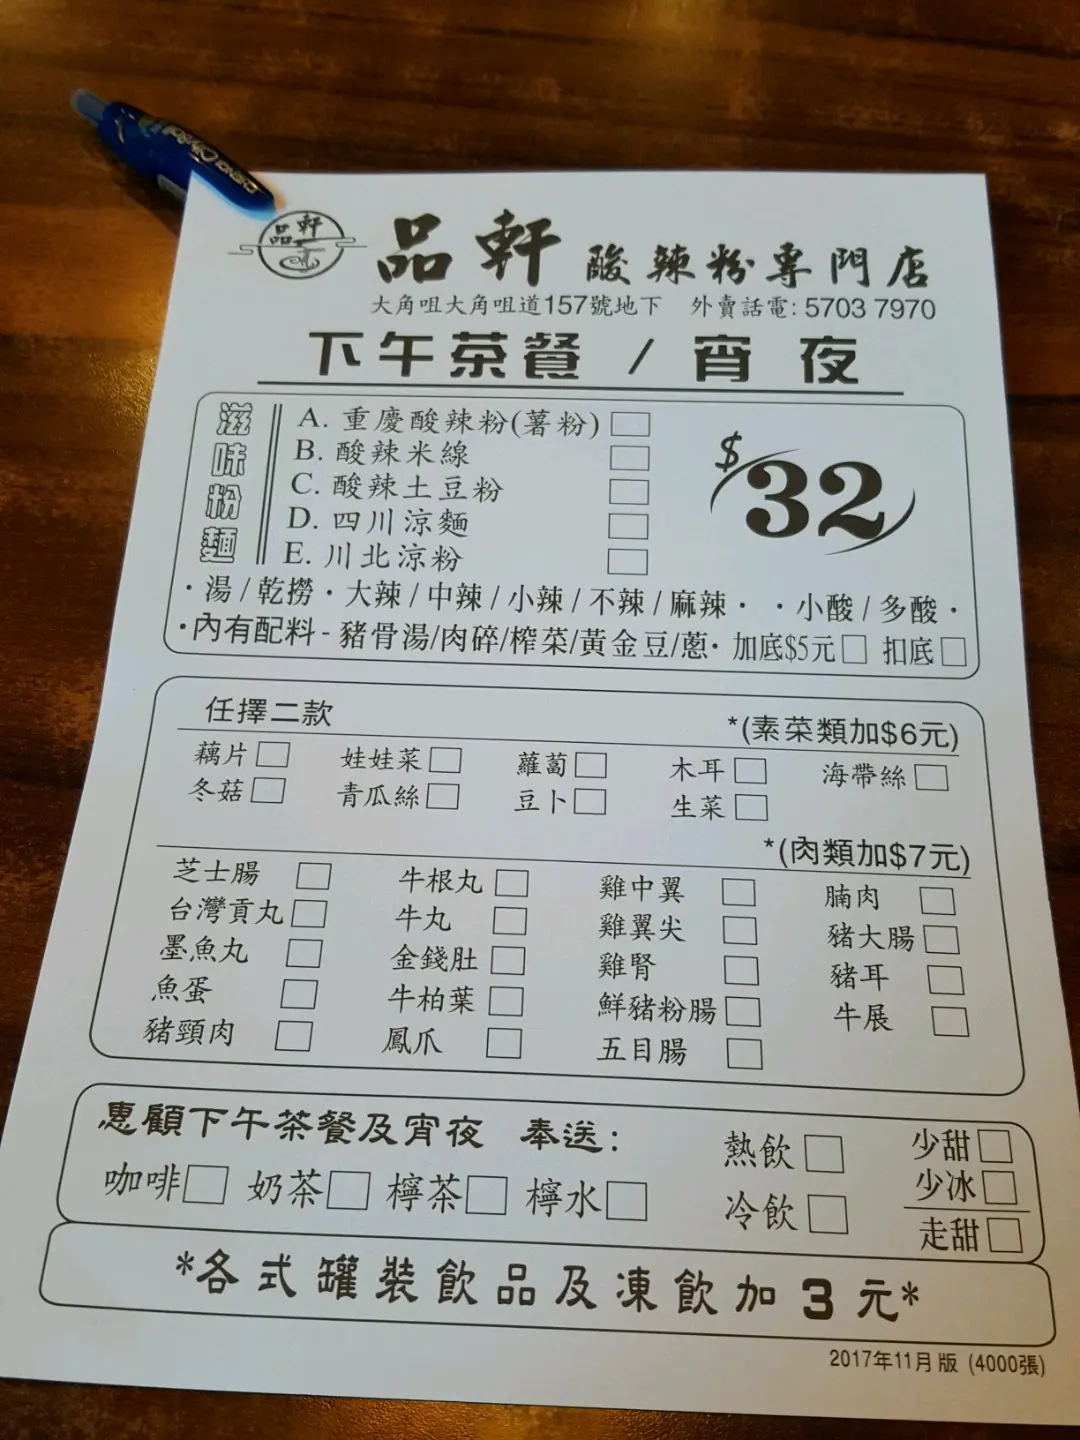 品軒
品軒 酸辣粉專門店
大角咀大角咀道157號地下 外賣話電: 5703 7970
下午茶餐 / 宵夜
滋味粉麵
A. 重慶酸辣粉(薯粉)
B. 酸辣米線
C. 酸辣土豆粉
D. 四川涼麵
E. 川北涼粉
$32
·湯/乾撈·大辣/中辣/小辣/不辣/麻辣· ·小酸/多酸·
·內有配料-豬骨湯/肉碎/榨菜/黃金豆/蔥· 加底$5元 扣底
任擇二款 *(素菜類加$6元)
藕片 娃娃菜 蘿蔔 木耳 海帶絲
冬菇 青瓜絲 豆卜 生菜
*(肉類加$7元)
芝士腸 牛根丸 雞中翼 腩肉
台灣貢丸 牛丸 雞翼尖 豬大腸
墨魚丸 金錢肚 雞腎 豬耳
魚蛋 牛柏葉 鮮豬粉腸 牛展
豬頸肉 鳳爪 五目腸
惠顧下午茶餐及宵夜 奉送: 熱飲 少甜
咖啡 奶茶 檸茶 檸水 冷飲 少冰
走甜
*各式罐裝飲品及凍飲加3元*
2017年11月版 (4000張)